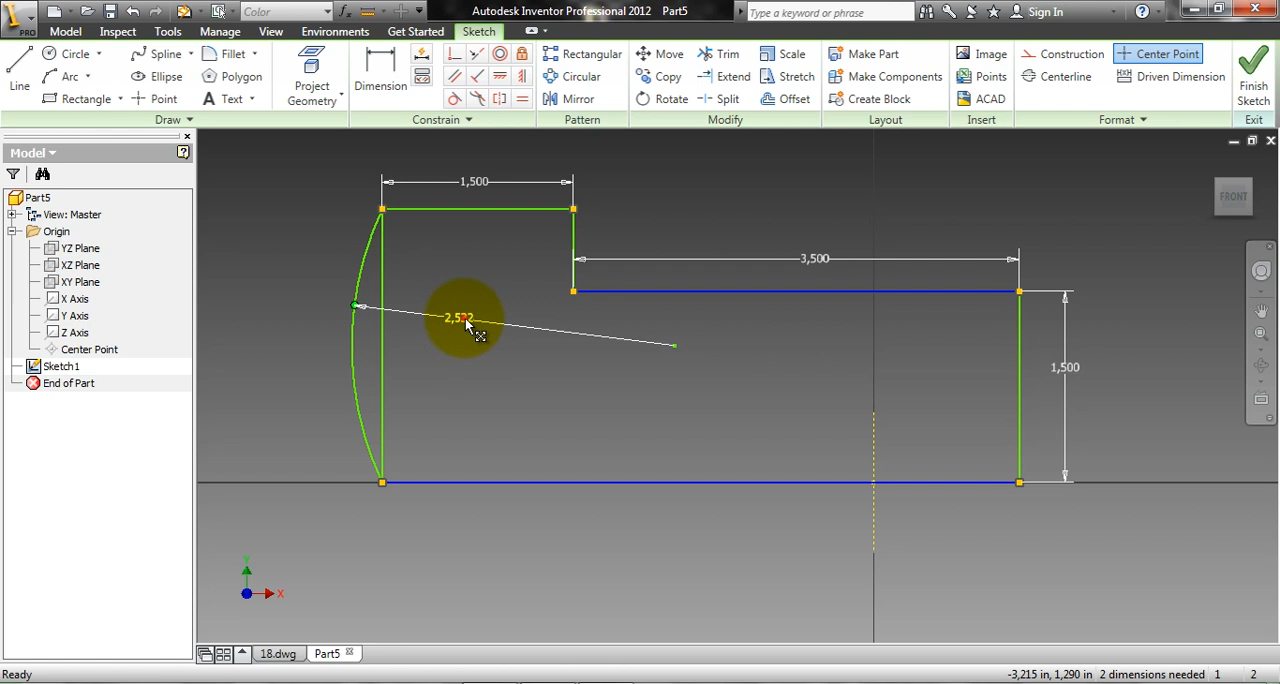 PRO
Color
Autodesk Inventor Professional 2012 Part5
Type a keyword or phrase
Sign In
Model Inspect Tools Manage View Environments Get Started Sketch
Line
Circle
Arc
Rectangle
Spline
Ellipse
Point
Fillet
Polygon
Text
Project
Geometry
Dimension
Rectangular
Circular
Mirror
Move
Copy
Rotate
Trim
Extend
Split
Scale
Stretch
Offset
Make Part
Make Components
Create Block
Image
Points
ACAD
Construction
Centerline
Center Point
Driven Dimension
Finish
Sketch
Draw
Constrain
Pattern
Modify
Layout
Insert
Format
Exit
Model
Part5
View: Master
Origin
YZ Plane
XZ Plane
XY Plane
X Axis
Y Axis
Z Axis
Center Point
Sketch1
End of Part
1,500
3,500
1,500
FRONT
Y
X
18.dwg
Part5
Ready
-3,215 in, 1,290 in 2 dimensions needed 1 2